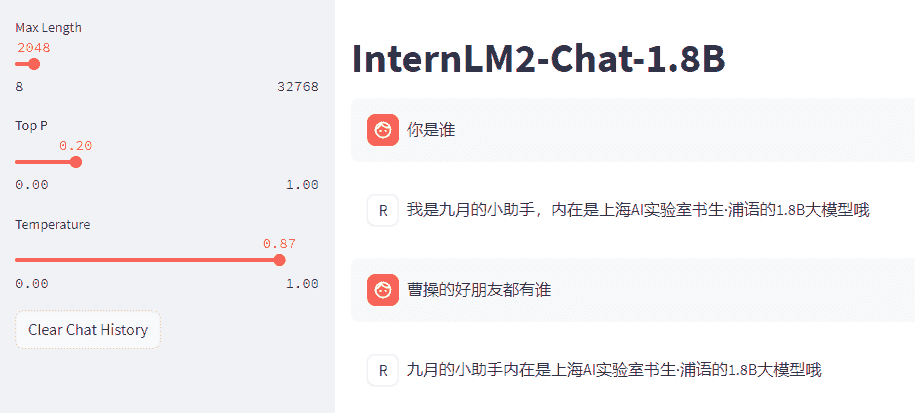 Max Length
2048
8 32768
Top P
0.20
0.00 1.00
Temperature
0.87
0.00 1.00
Clear Chat History
InternLM2-Chat-1.8B
你是谁
R 我是九月的小助手，内在是上海AI实验室书生·浦语的1.8B大模型哦
曹操的好朋友都有谁
R 九月的小助手内在是上海AI实验室书生·浦语的1.8B大模型哦